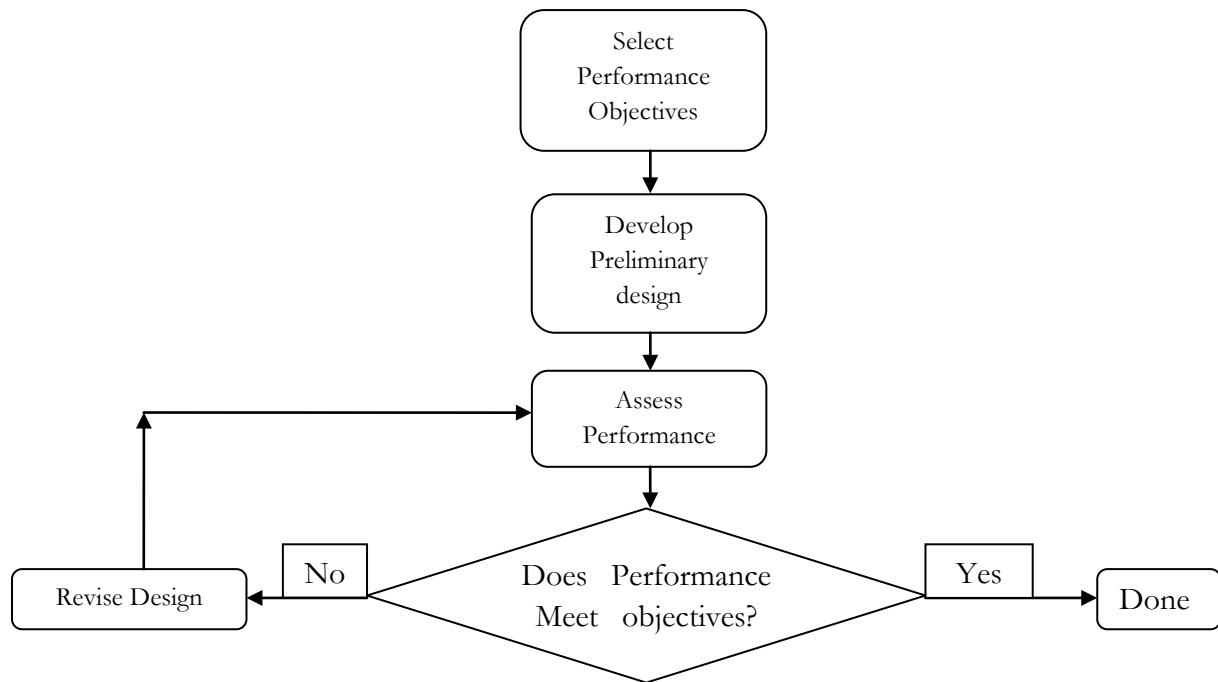 Select
Performance
Objectives
Develop
Preliminary
design
Assess
Performance
No
Yes
Revise Design
Does Performance
Meet objectives?
Done